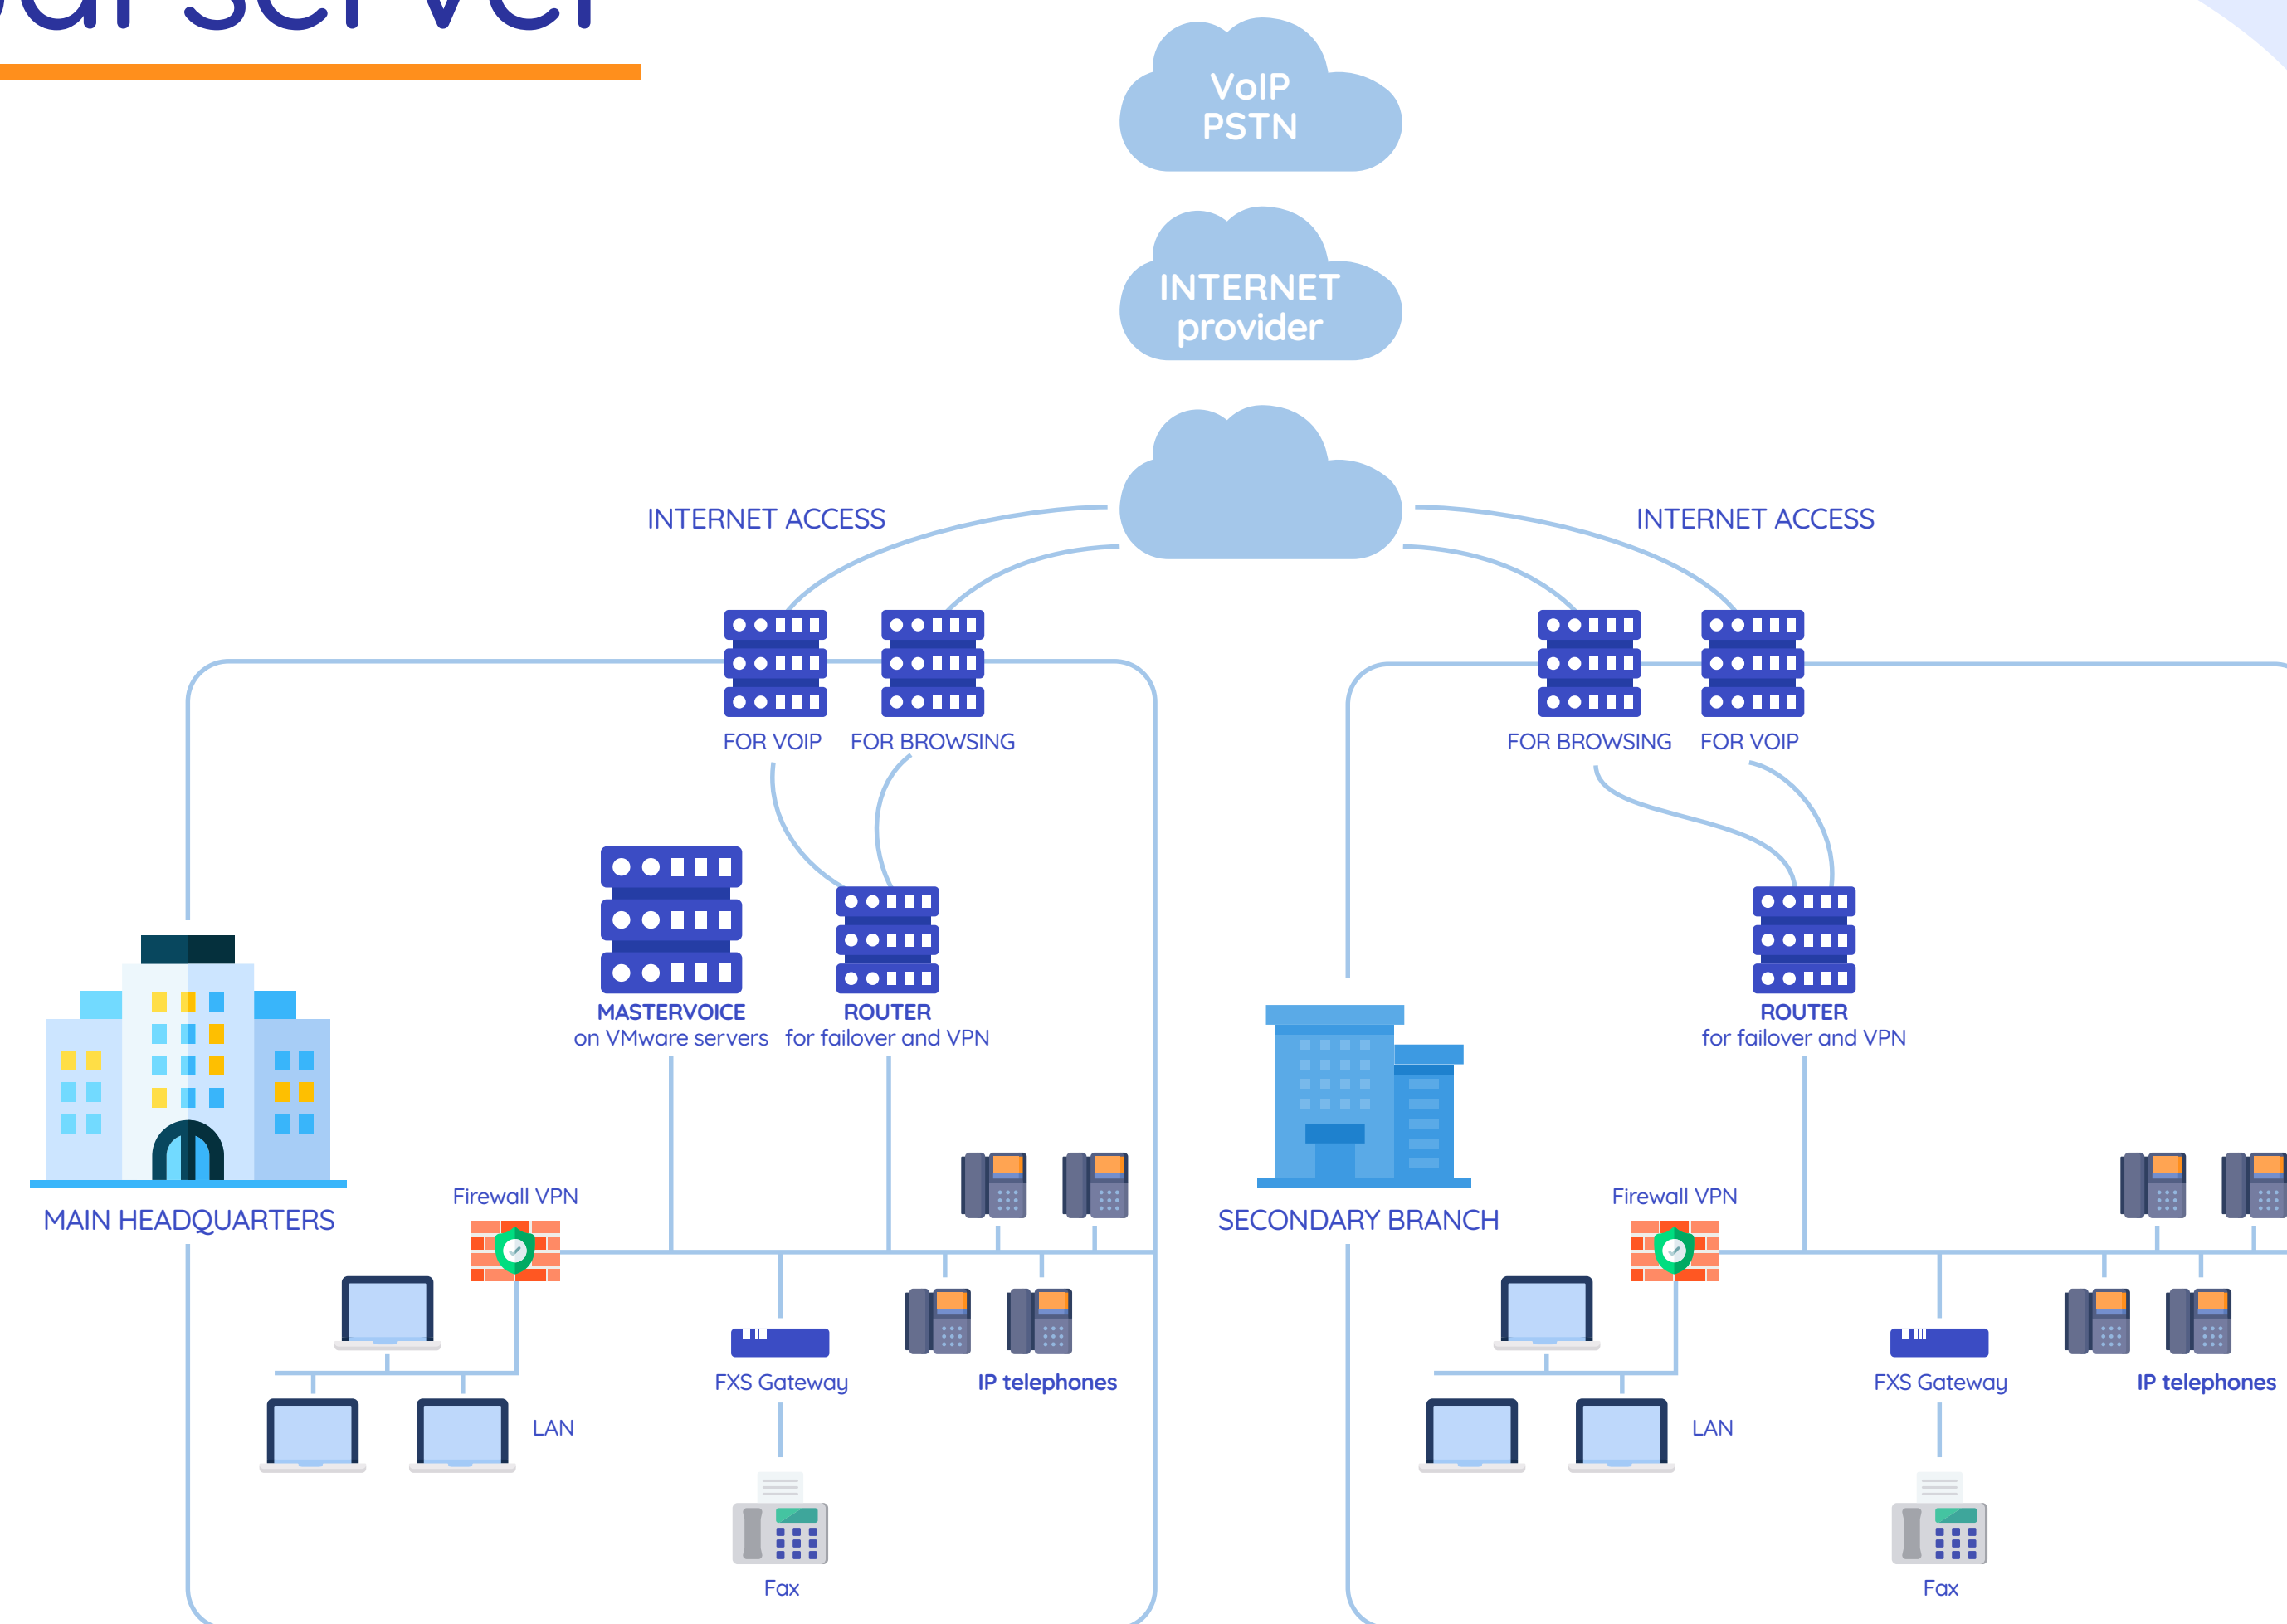 server
VoIP
PSTN
INTERNET
provider
INTERNET ACCESS
INTERNET ACCESS
FOR VOIP
FOR BROWSING
FOR BROWSING
FOR VOIP
MASTERVOICE
on VMware servers
ROUTER
for failover and VPN
ROUTER
for failover and VPN
Firewall VPN
Firewall VPN
MAIN HEADQUARTERS
SECONDARY BRANCH
FXS Gateway
IP telephones
FXS Gateway
IP telephones
LAN
LAN
Fax
Fax